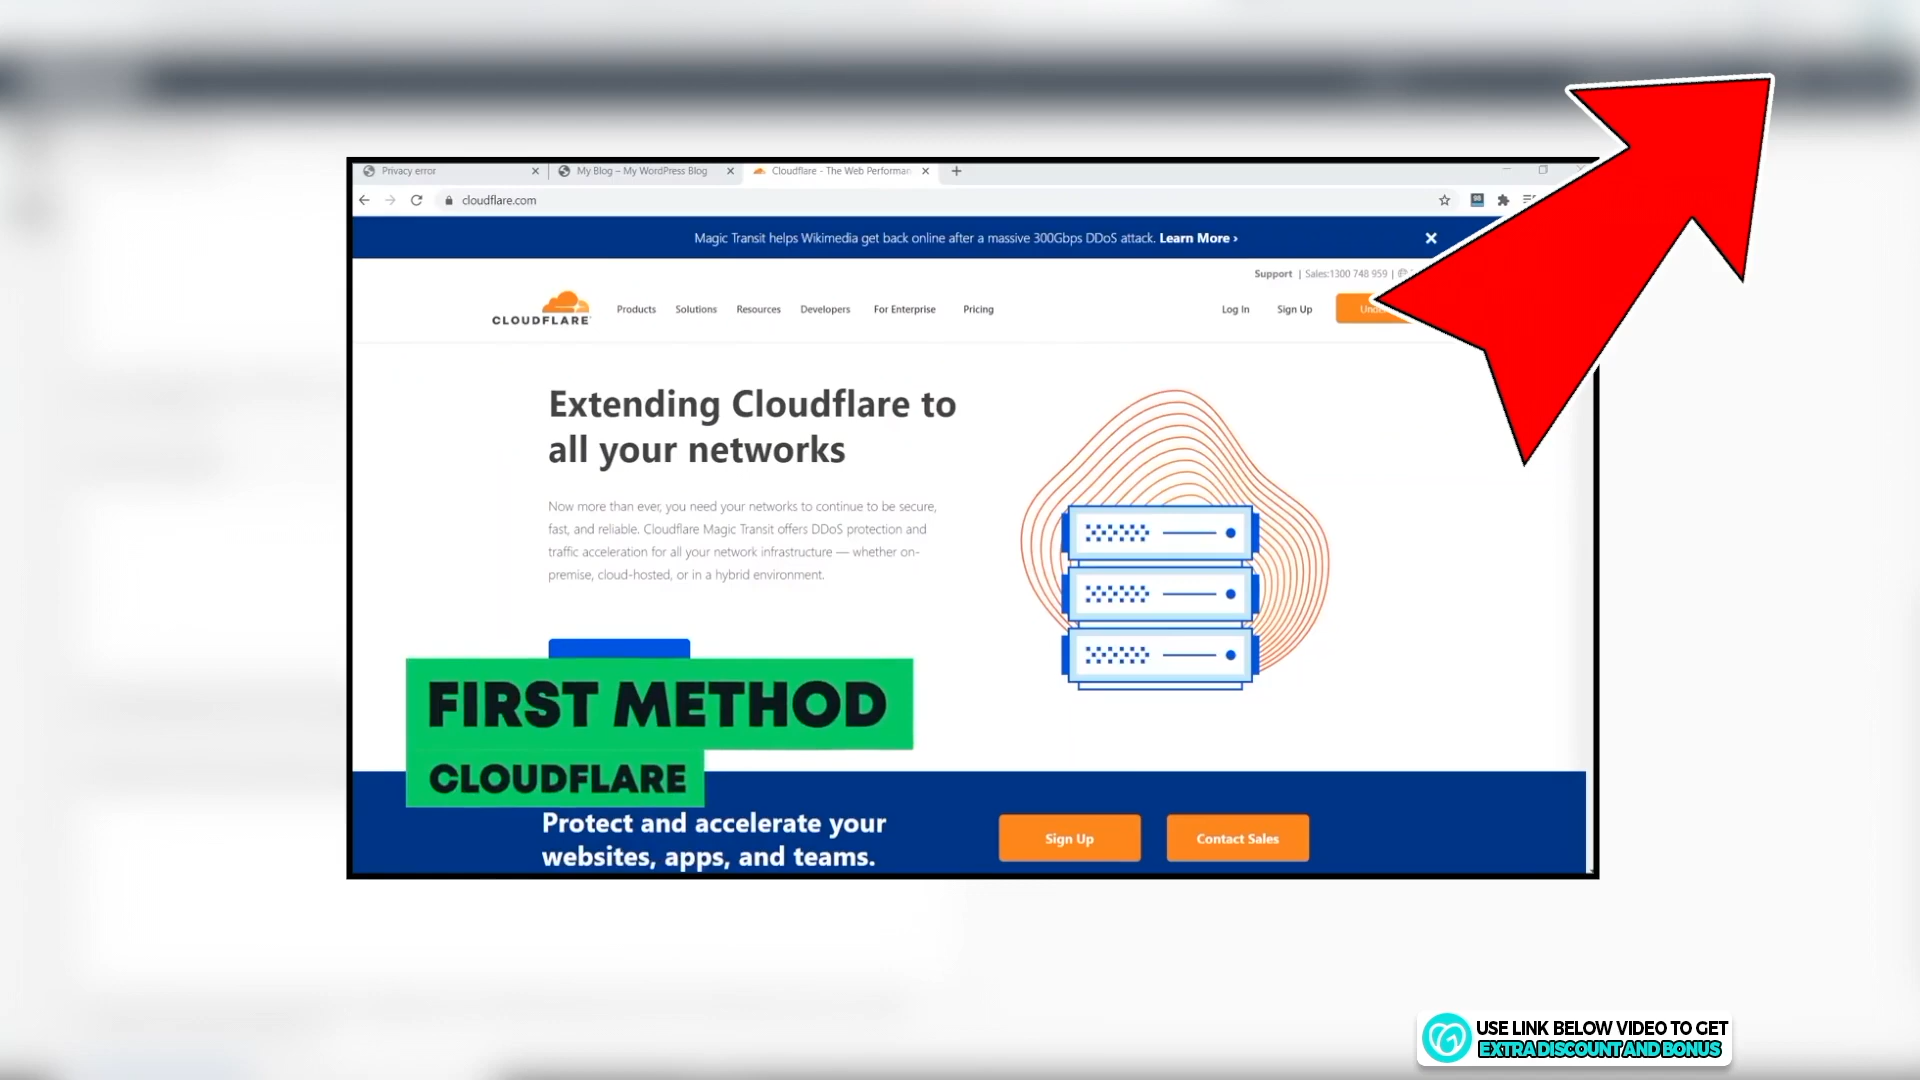 Privacy error
My Blog – My WordPress Blog
Cloudflare - The Web Performan
cloudflare.com
Magic Transit helps Wikimedia get back online after a massive 300Gbps DDoS attack. Learn More ›
Support | Sales:1300 748 959 |
CLOUDFLARE
Products Solutions Resources Developers For Enterprise Pricing
Log In Sign Up
Extending Cloudflare to
all your networks
Now more than ever, you need your networks to continue to be secure,
fast, and reliable. Cloudflare Magic Transit offers DDoS protection and
traffic acceleration for all your network infrastructure — whether on-
premise, cloud-hosted, or in a hybrid environment.
FIRST METHOD
CLOUDFLARE
Protect and accelerate your
websites, apps, and teams.
Sign Up
Contact Sales
USE LINK BELOW VIDEO TO GET
EXTRA DISCOUNT AND BONUS